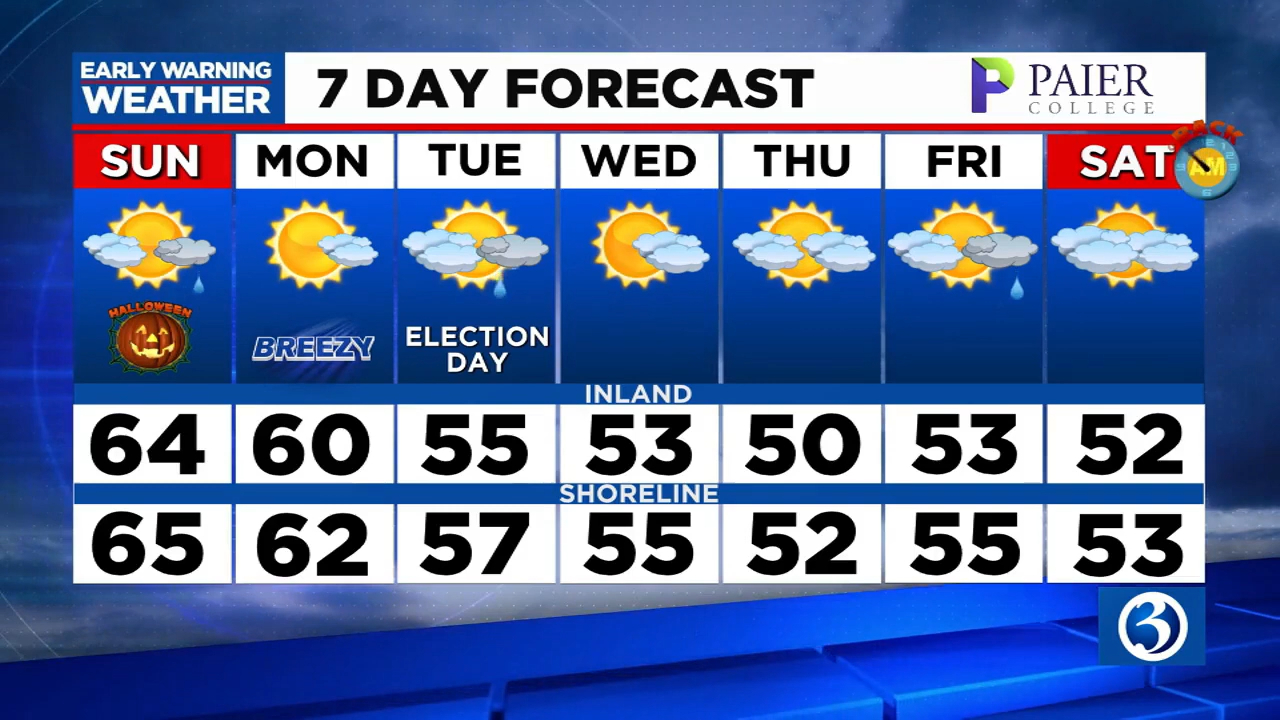 EARLY WARNING
WEATHER
7 DAY FORECAST
PAIER
COLLEGE
SUN MON TUE WED THU FRI SAT
BACK
AM
HALLOWEEN
BREEZY
ELECTION
DAY
INLAND
64 60 55 53 50 53 52
SHORELINE
65 62 57 55 52 55 53
3